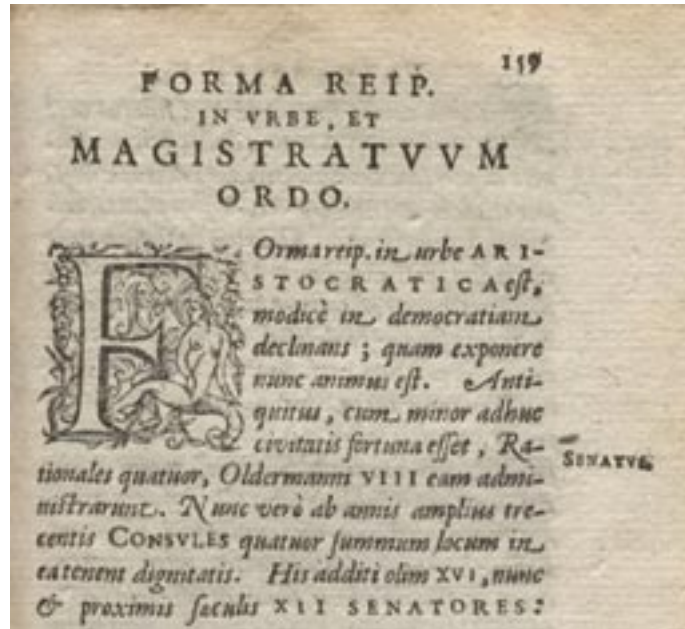 159
FORMA REIP.
IN VRBE, ET
MAGISTRATVVM
ORDO.
FOrma reip. in urbe ARI-
STOCRATICA est,
modicè in democratiam
declinans; quam exponere
nunc animus est. Anti-
quitus, cum minor adhuc
civitatis fortuna esset, Ra-
SENATVS.
tionales quatuor, Oldermanni VIII eam admi-
nistrarunt. Nunc verò ab annis amplius tre-
centis CONSVLES quatuor summum locum in
ea tenent dignitatis. His additi olim XVI, nunc
& proximis saeculis XII SENATORES: